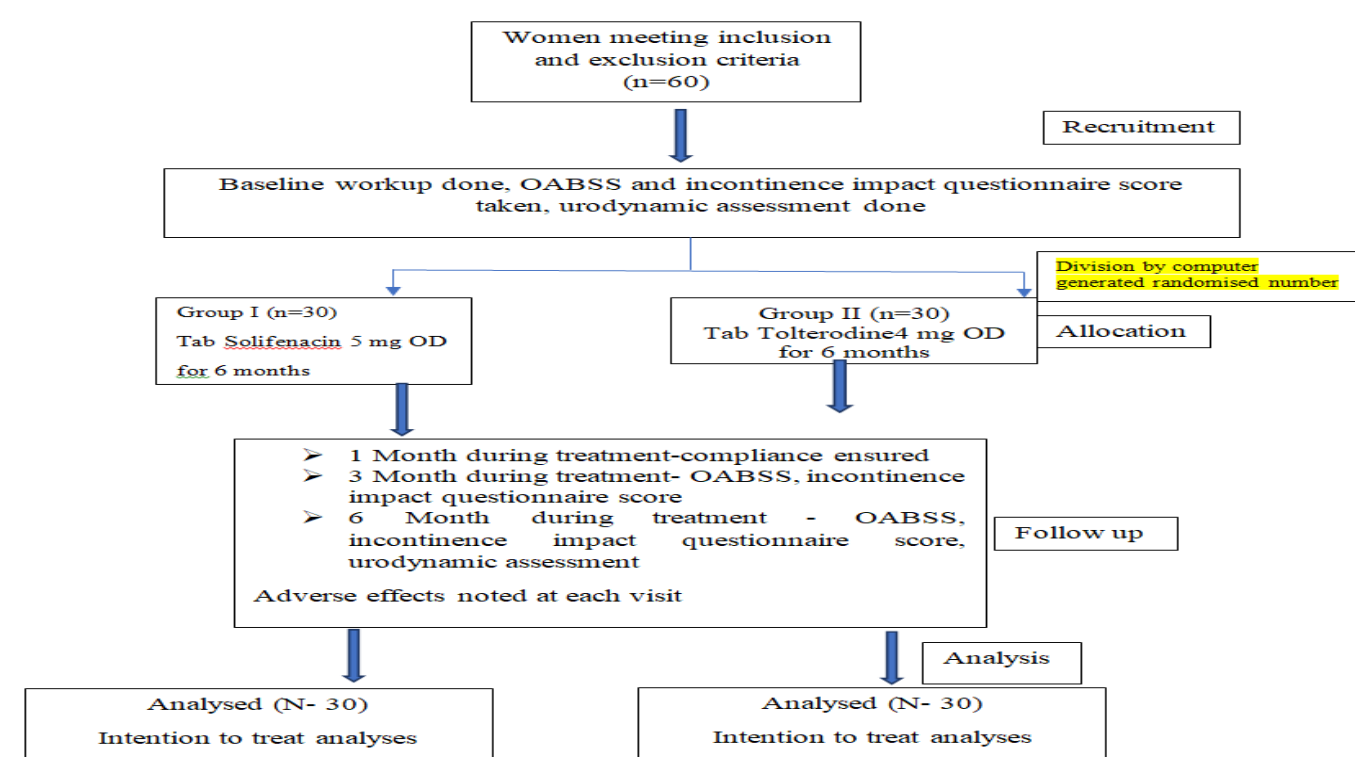 Women meeting inclusion
and exclusion criteria
(n=60)
Recruitment
Baseline workup done, OABSS and incontinence impact questionnaire score
taken, urodynamic assessment done
Division by computer
generated randomised number
Group I (n=30)
Tab Solifenacin 5 mg OD
for 6 months
Group II (n=30)
Tab Tolterodine4 mg OD
for 6 months
Allocation
➢ 1 Month during treatment-compliance ensured
➢ 3 Month during treatment- OABSS, incontinence
impact questionnaire score
➢ 6 Month during treatment - OABSS,
incontinence impact questionnaire score,
urodynamic assessment
Adverse effects noted at each visit
Follow up
Analysis
Analysed (N- 30)
Intention to treat analyses
Analysed (N- 30)
Intention to treat analyses